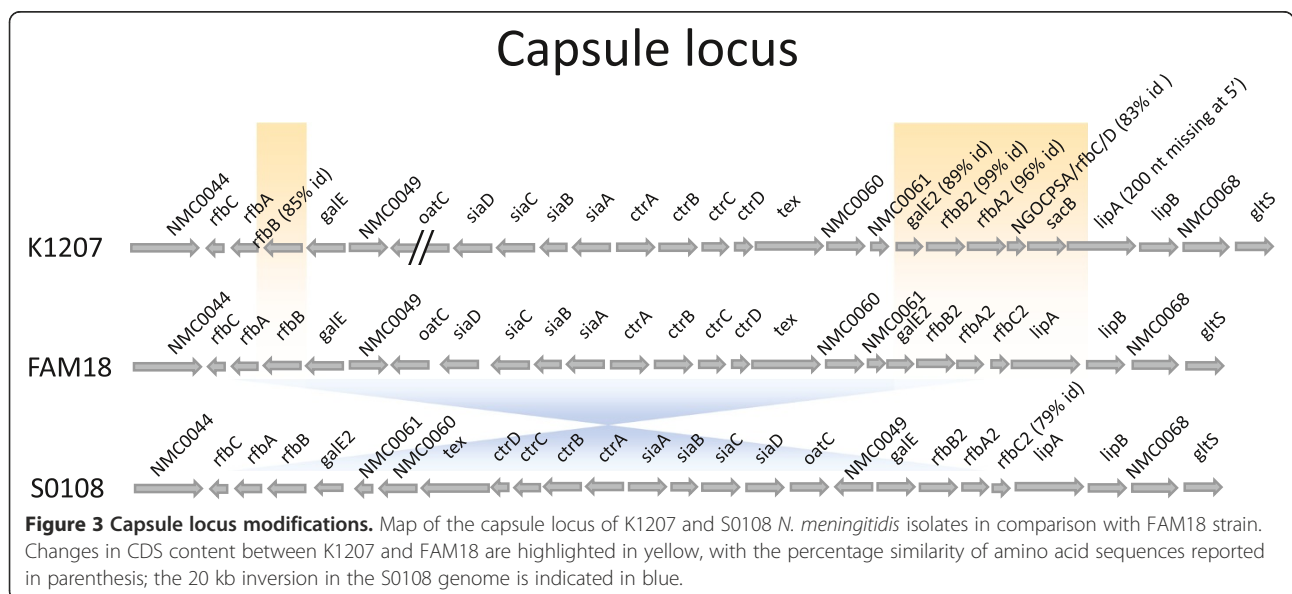 Capsule locus
NMC0044 rfbC rfbA rfbB (85% id) galE NMC0049 oatC siaD siaC siaB siaA ctrA ctrB ctrC ctrD tex NMC0060 NMC0061 galE2 (89% id) rfbB2 (99% id) rfbA2 (96% id) NGOCPSA/rfbC/D (83% id ) sacB lipA (200 nt missing at 5') lipB NMC0068 gltS
K1207
//
NMC0044 rfbC rfbA rfbB galE NMC0049 oatC siaD siaC siaB siaA ctrA ctrB ctrC ctrD tex NMC0060 NMC0061 galE2 rfbB2 rfbA2 rfbC2 lipA lipB NMC0068 gltS
FAM18
NMC0044 rfbC rfbA rfbB galE2 NMC0061 NMC0060 tex ctrD ctrC ctrB ctrA siaA siaB siaC siaD oatC NMC0049 galE rfbB2 rfbA2 rfbC2 (79% id) lipA lipB NMC0068 gltS
S0108
Figure 3 Capsule locus modifications. Map of the capsule locus of K1207 and S0108 N. meningitidis isolates in comparison with FAM18 strain.
Changes in CDS content between K1207 and FAM18 are highlighted in yellow, with the percentage similarity of amino acid sequences reported
in parenthesis; the 20 kb inversion in the S0108 genome is indicated in blue.